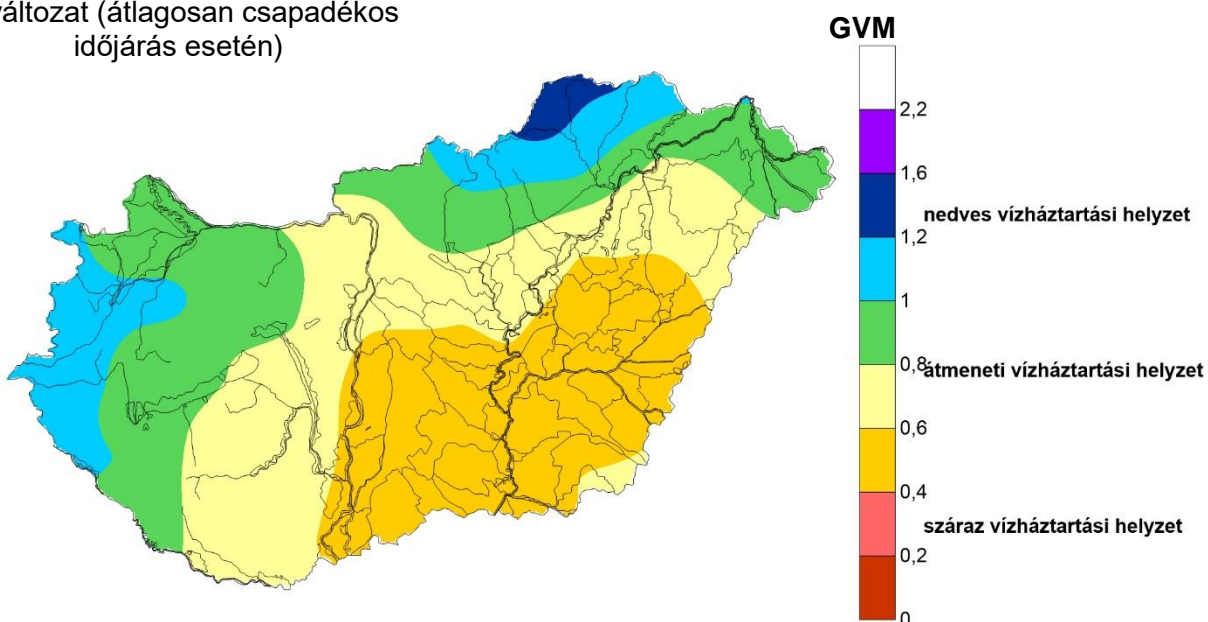 változat (átlagosan csapadékos
időjárás esetén)
GVM
2,2
1,6
nedves vízháztartási helyzet
1,2
1
0,8
átmeneti vízháztartási helyzet
0,6
0,4
száraz vízháztartási helyzet
0,2
0